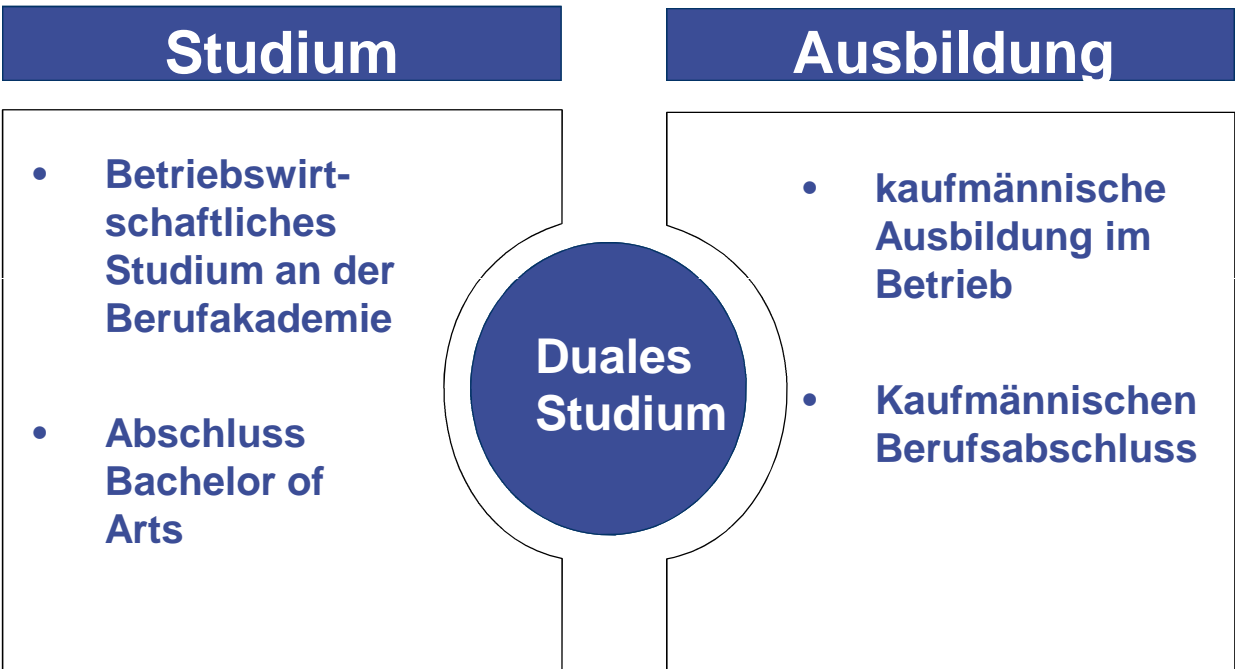 Studium
• Betriebswirt-
schaftliches
Studium an der
Berufakademie
• Abschluss
Bachelor of
Arts
Duales
Studium
Ausbildung
• kaufmännische
Ausbildung im
Betrieb
• Kaufmännischen
Berufsabschluss